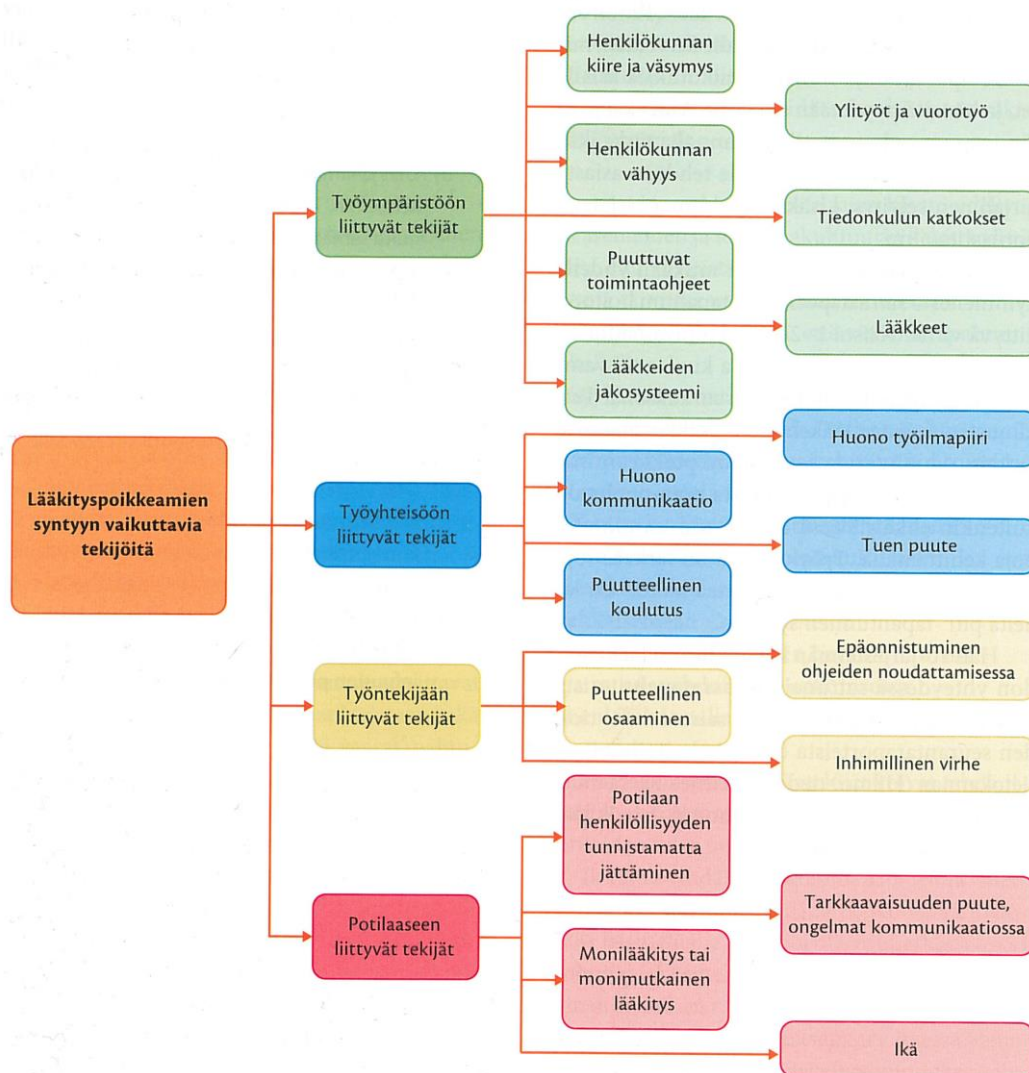 Henkilökunnan
kiire ja väsymys
Ylityöt ja vuorotyö
Henkilökunnan
vähyys
Työympäristöön
liittyvät tekijät
Tiedonkulun katkokset
Puuttuvat
toimintaohjeet
Lääkkeet
Lääkkeiden
jakosysteemi
Lääkityspoikkeamien
syntyyn vaikuttavia
tekijöitä
Huono työilmapiiri
Huono
kommunikaatio
Työyhteisöön
liittyvät tekijät
Tuen puute
Puutteellinen
koulutus
Epäonnistuminen
ohjeiden noudattamisessa
Työntekijään
liittyvät tekijät
Puutteellinen
osaaminen
Inhimillinen virhe
Potilaan
henkilöllisyyden
tunnistamatta
jättäminen
Potilaaseen
liittyvät tekijät
Tarkkaavaisuuden puute,
ongelmat kommunikaatiossa
Monilääkitys tai
monimutkainen
lääkitys
Ikä